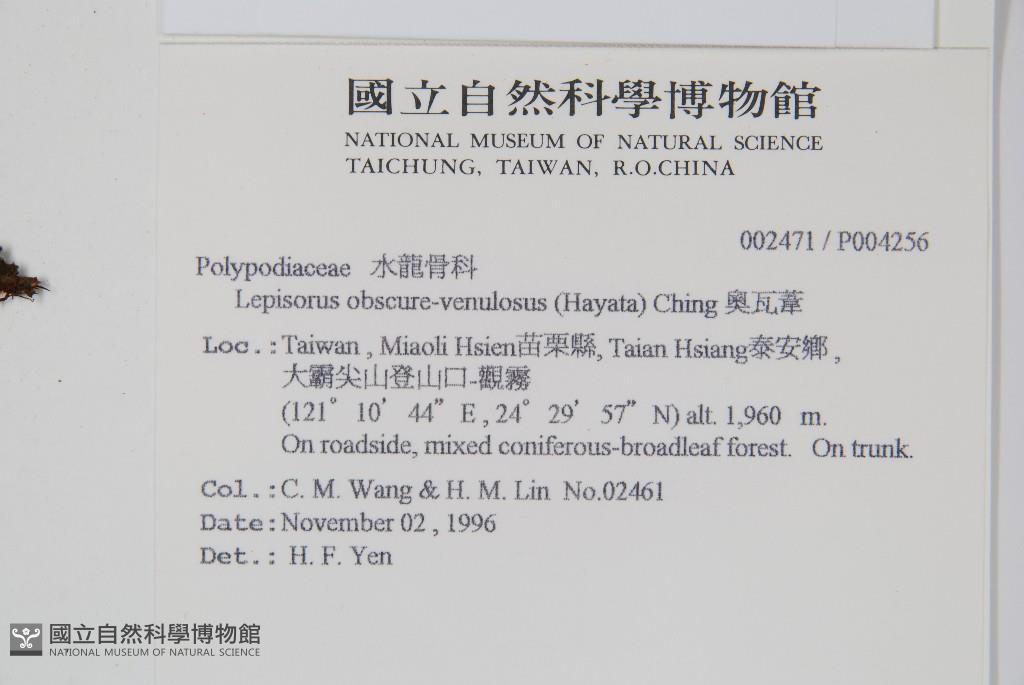 國立自然科學博物館
NATIONAL MUSEUM OF NATURAL SCIENCE
TAICHUNG, TAIWAN, R.O.CHINA
002471 / P004256
Polypodiaceae 水龍骨科
Lepisorus obscure-venulosus (Hayata) Ching 奧瓦葦
Loc.:Taiwan , Miaoli Hsien苗栗縣, Taian Hsiang泰安鄉 ,
大霸尖山登山口-觀霧
(121° 10’ 44” E , 24° 29’ 57” N) alt. 1,960 m.
On roadside, mixed coniferous-broadleaf forest. On trunk.
Col.:C. M. Wang & H. M. Lin No.02461
Date:November 02 , 1996
Det.: H. F. Yen
國立自然科學博物館
NATIONAL MUSEUM OF NATURAL SCIENCE